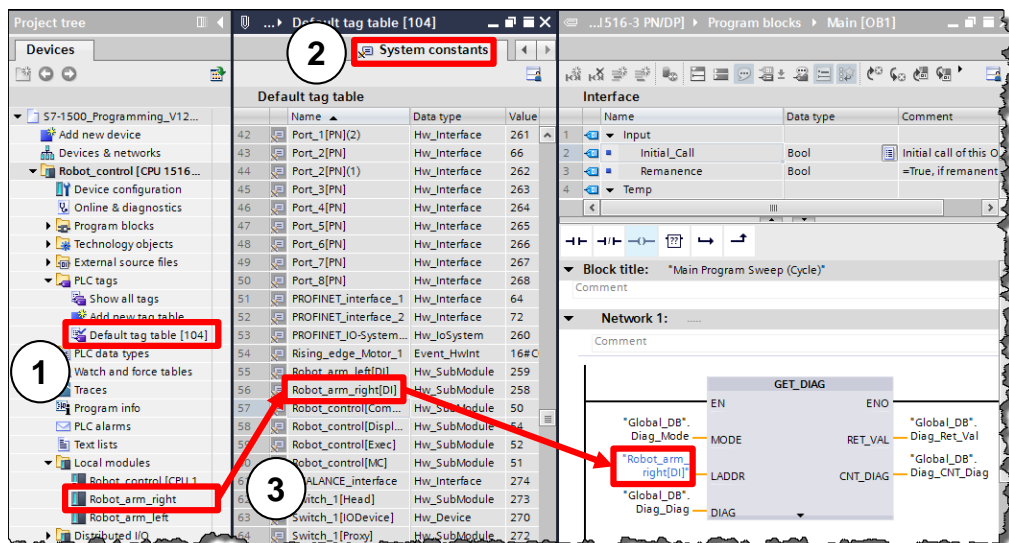 Project tree
Devices
S7-1500_Programming_V12...
Add new device
Devices & networks
Robot_control [CPU 1516...
Device configuration
Online & diagnostics
Program blocks
Technology objects
External source files
PLC tags
Show all tags
Add new tag table
Default tag table [104]
PLC data types
Watch and force tables
Traces
Program info
PLC alarms
Text lists
Local modules
Robot_control [CPU 1
Robot_arm_right
Robot_arm_left
Distributed I/O
1
...▸ Default tag table [104]
2
System constants
Default tag table
Name Data type Value
42 Port_1[PN](2) Hw_Interface 261
43 Port_2[PN] Hw_Interface 66
44 Port_2[PN](1) Hw_Interface 262
45 Port_3[PN] Hw_Interface 263
46 Port_4[PN] Hw_Interface 264
47 Port_5[PN] Hw_Interface 265
48 Port_6[PN] Hw_Interface 266
49 Port_7[PN] Hw_Interface 267
50 Port_8[PN] Hw_Interface 268
51 PROFINET_interface_1 Hw_Interface 64
52 PROFINET_interface_2 Hw_Interface 72
53 PROFINET_IO-System... Hw_IoSystem 260
54 Rising_edge_Motor_1 Event_HwInt 16#C
55 Robot_arm_left[DI] Hw_SubModule 259
56 Robot_arm_right[DI] Hw_SubModule 258
57 Robot_control[Com... Hw_SubModule 50
58 Robot_control[Displ... Hw_SubModule 54
59 Robot_control[Exec] Hw_SubModule 52
Robot_control[MC] Hw_SubModule 51
Hw_Interface 274
Switch_1[Head] Hw_SubModule 273
63 Switch_1[IODevice] Hw_Device 270
64 Switch_1[Proxy] Hw_SubModule 272
3
...1516-3 PN/DP] ▸ Program blocks ▸ Main [OB1]
Interface
Name Data type Comment
1 Input
2 Initial_Call Bool Initial call of this O
3 Remanence Bool =True, if remanent
4 Temp
??
Block title: "Main Program Sweep (Cycle)"
Comment
Network 1: .....
Comment
GET_DIAG
EN ENO
"Global_DB".
Diag_Mode
MODE
RET_VAL
"Global_DB".
Diag_Ret_Val
"Robot_arm_
right[DI]"
LADDR
CNT_DIAG
"Global_DB".
Diag_CNT_Diag
"Global_DB".
Diag_Diag
DIAG